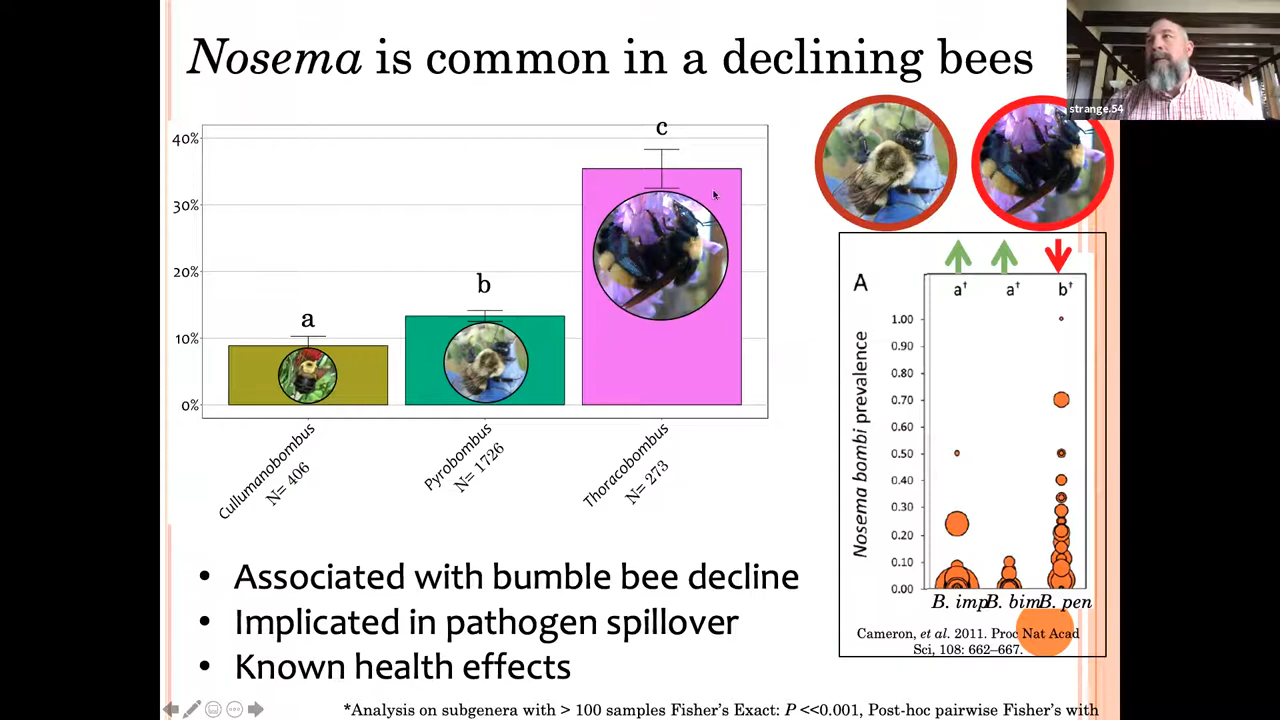 Nosema is common in a declining bees
strange.54
40%
30%
20%
10%
0%
a
b
c
Cullumanobombus
N= 406
Pyrobombus
N= 1726
Thoracobombus
N= 273
A
a†
a†
b†
Nosema bombi prevalence
1.00
0.90
0.80
0.70
0.60
0.50
0.40
0.30
0.20
0.10
0.00
B. imp
B. bim
B. pen
Cameron, et al. 2011. Proc Nat Acad
Sci, 108: 662–667.
• Associated with bumble bee decline
• Implicated in pathogen spillover
• Known health effects
*Analysis on subgenera with > 100 samples Fisher's Exact: P <<0.001, Post-hoc pairwise Fisher's with